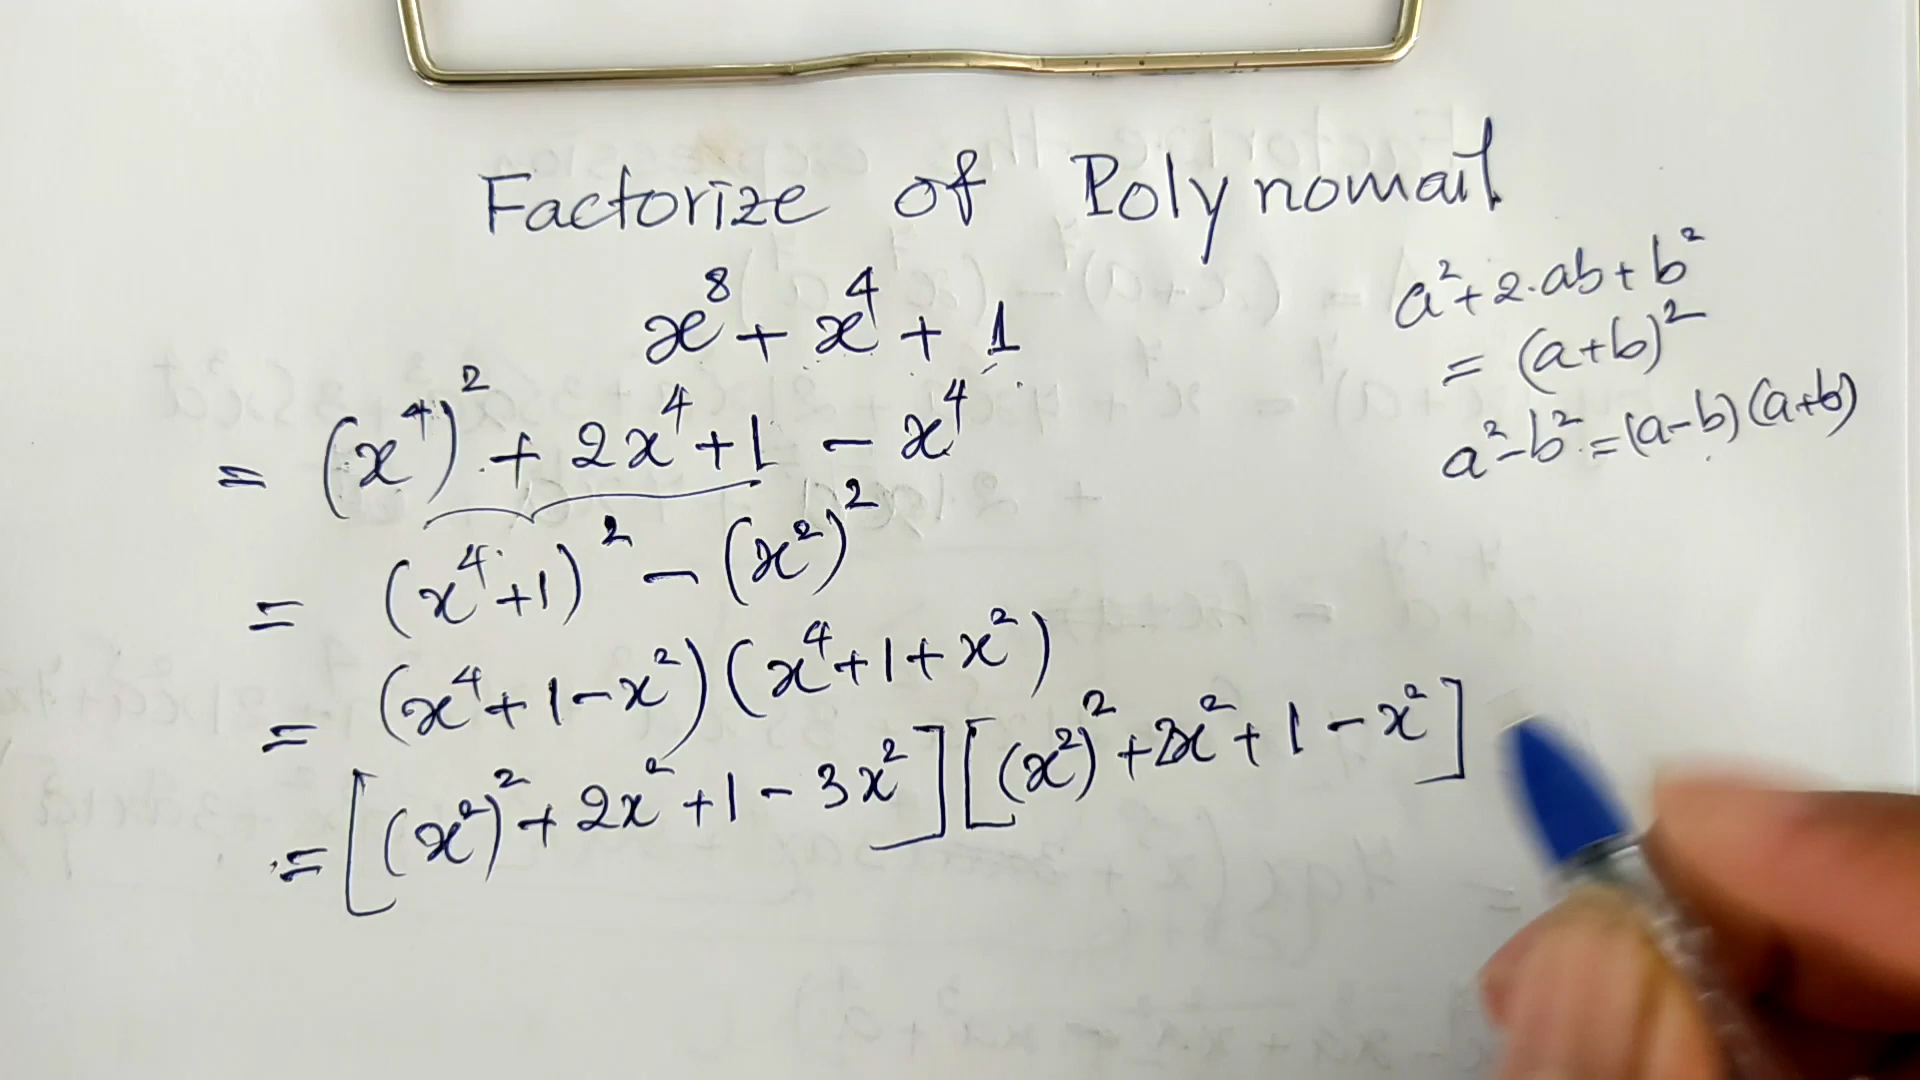 Factorize of Polynomail
x⁸ + x⁴ + 1
= (x⁴)² + 2x⁴ + 1 - x⁴
= (x⁴+1)² - (x²)²
= (x⁴+1-x²)(x⁴+1+x²)
= [(x²)²+2x²+1-3x²][(x²)²+2x²+1-x²]
a²+2·ab+b²
= (a+b)²
a²-b²=(a-b)(a+b)